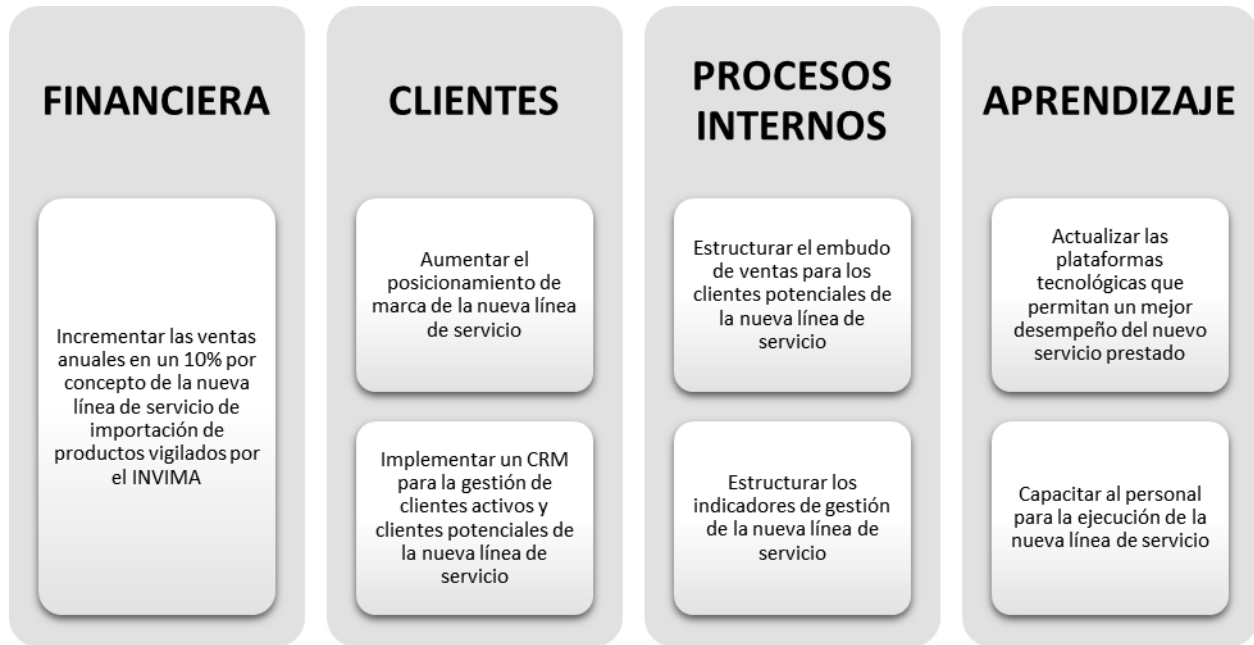 FINANCIERA
Incrementar las ventas
anuales en un 10% por
concepto de la nueva
línea de servicio de
importación de
productos vigilados por
el INVIMA
CLIENTES
Aumentar el
posicionamiento de
marca de la nueva línea
de servicio
Implementar un CRM
para la gestión de
clientes activos y
clientes potenciales de
la nueva línea de
servicio
PROCESOS
INTERNOS
Estructurar el embudo
de ventas para los
clientes potenciales de
la nueva línea de
servicio
Estructurar los
indicadores de gestión
de la nueva línea de
servicio
APRENDIZAJE
Actualizar las
plataformas
tecnológicas que
permitan un mejor
desempeño del nuevo
servicio prestado
Capacitar al personal
para la ejecución de la
nueva línea de servicio